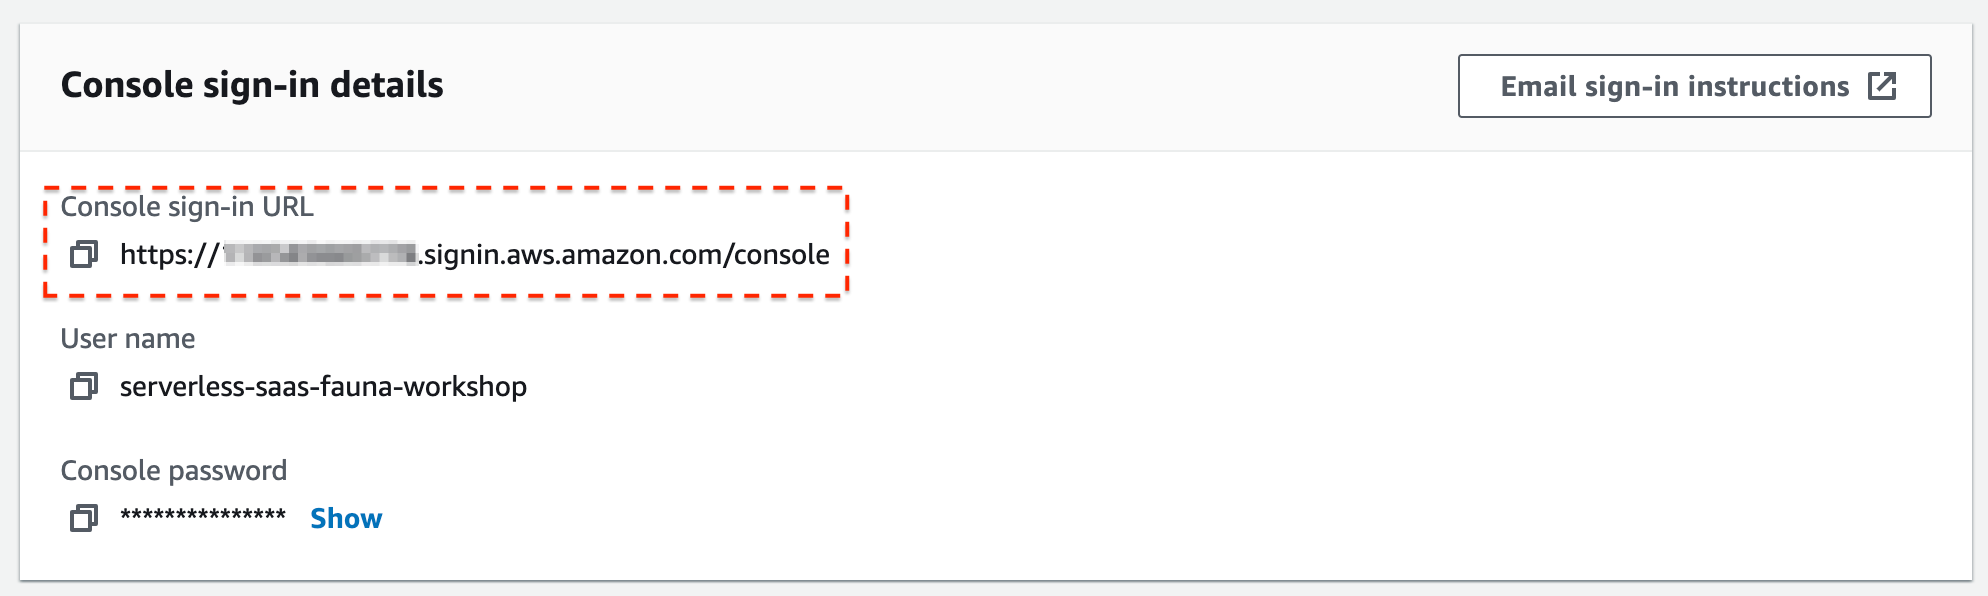 Console sign-in details
Email sign-in instructions
Console sign-in URL
https://.signin.aws.amazon.com/console
User name
serverless-saas-fauna-workshop
Console password
*************** Show